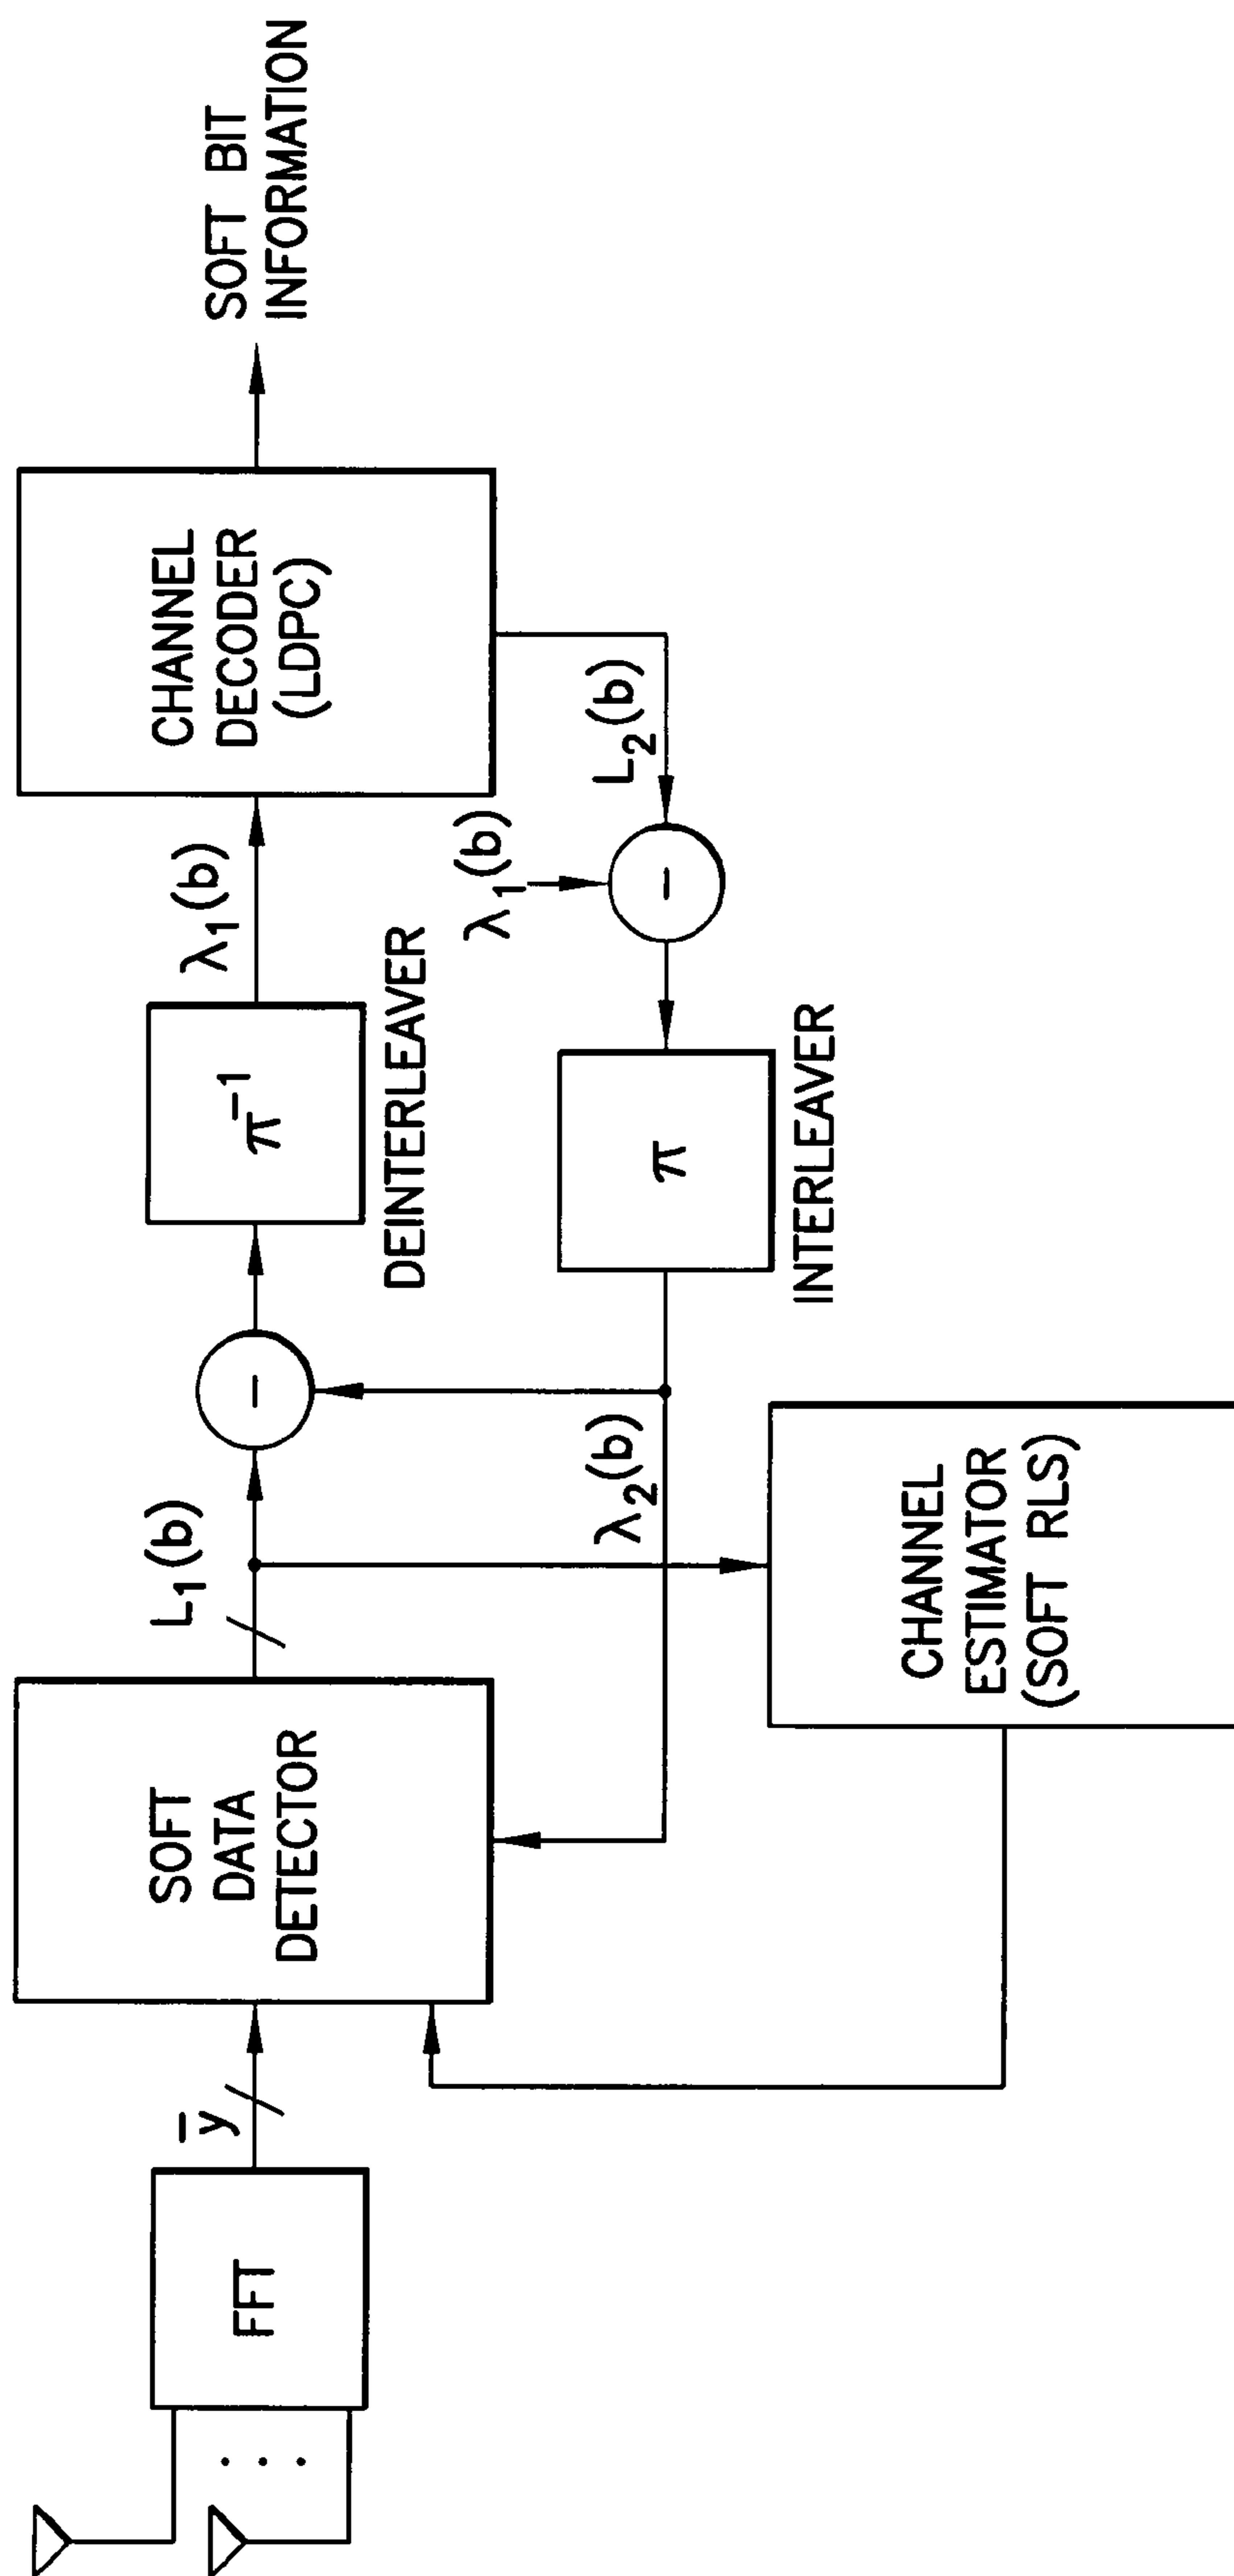 FFT
ȳ
SOFT
DATA
DETECTOR
L₁(b)
−
π⁻¹
DEINTERLEAVER
λ₁(b)
CHANNEL
DECODER
(LDPC)
SOFT BIT
INFORMATION
L₂(b)
λ₁(b)
−
π
INTERLEAVER
λ₂(b)
CHANNEL
ESTIMATOR
(SOFT RLS)